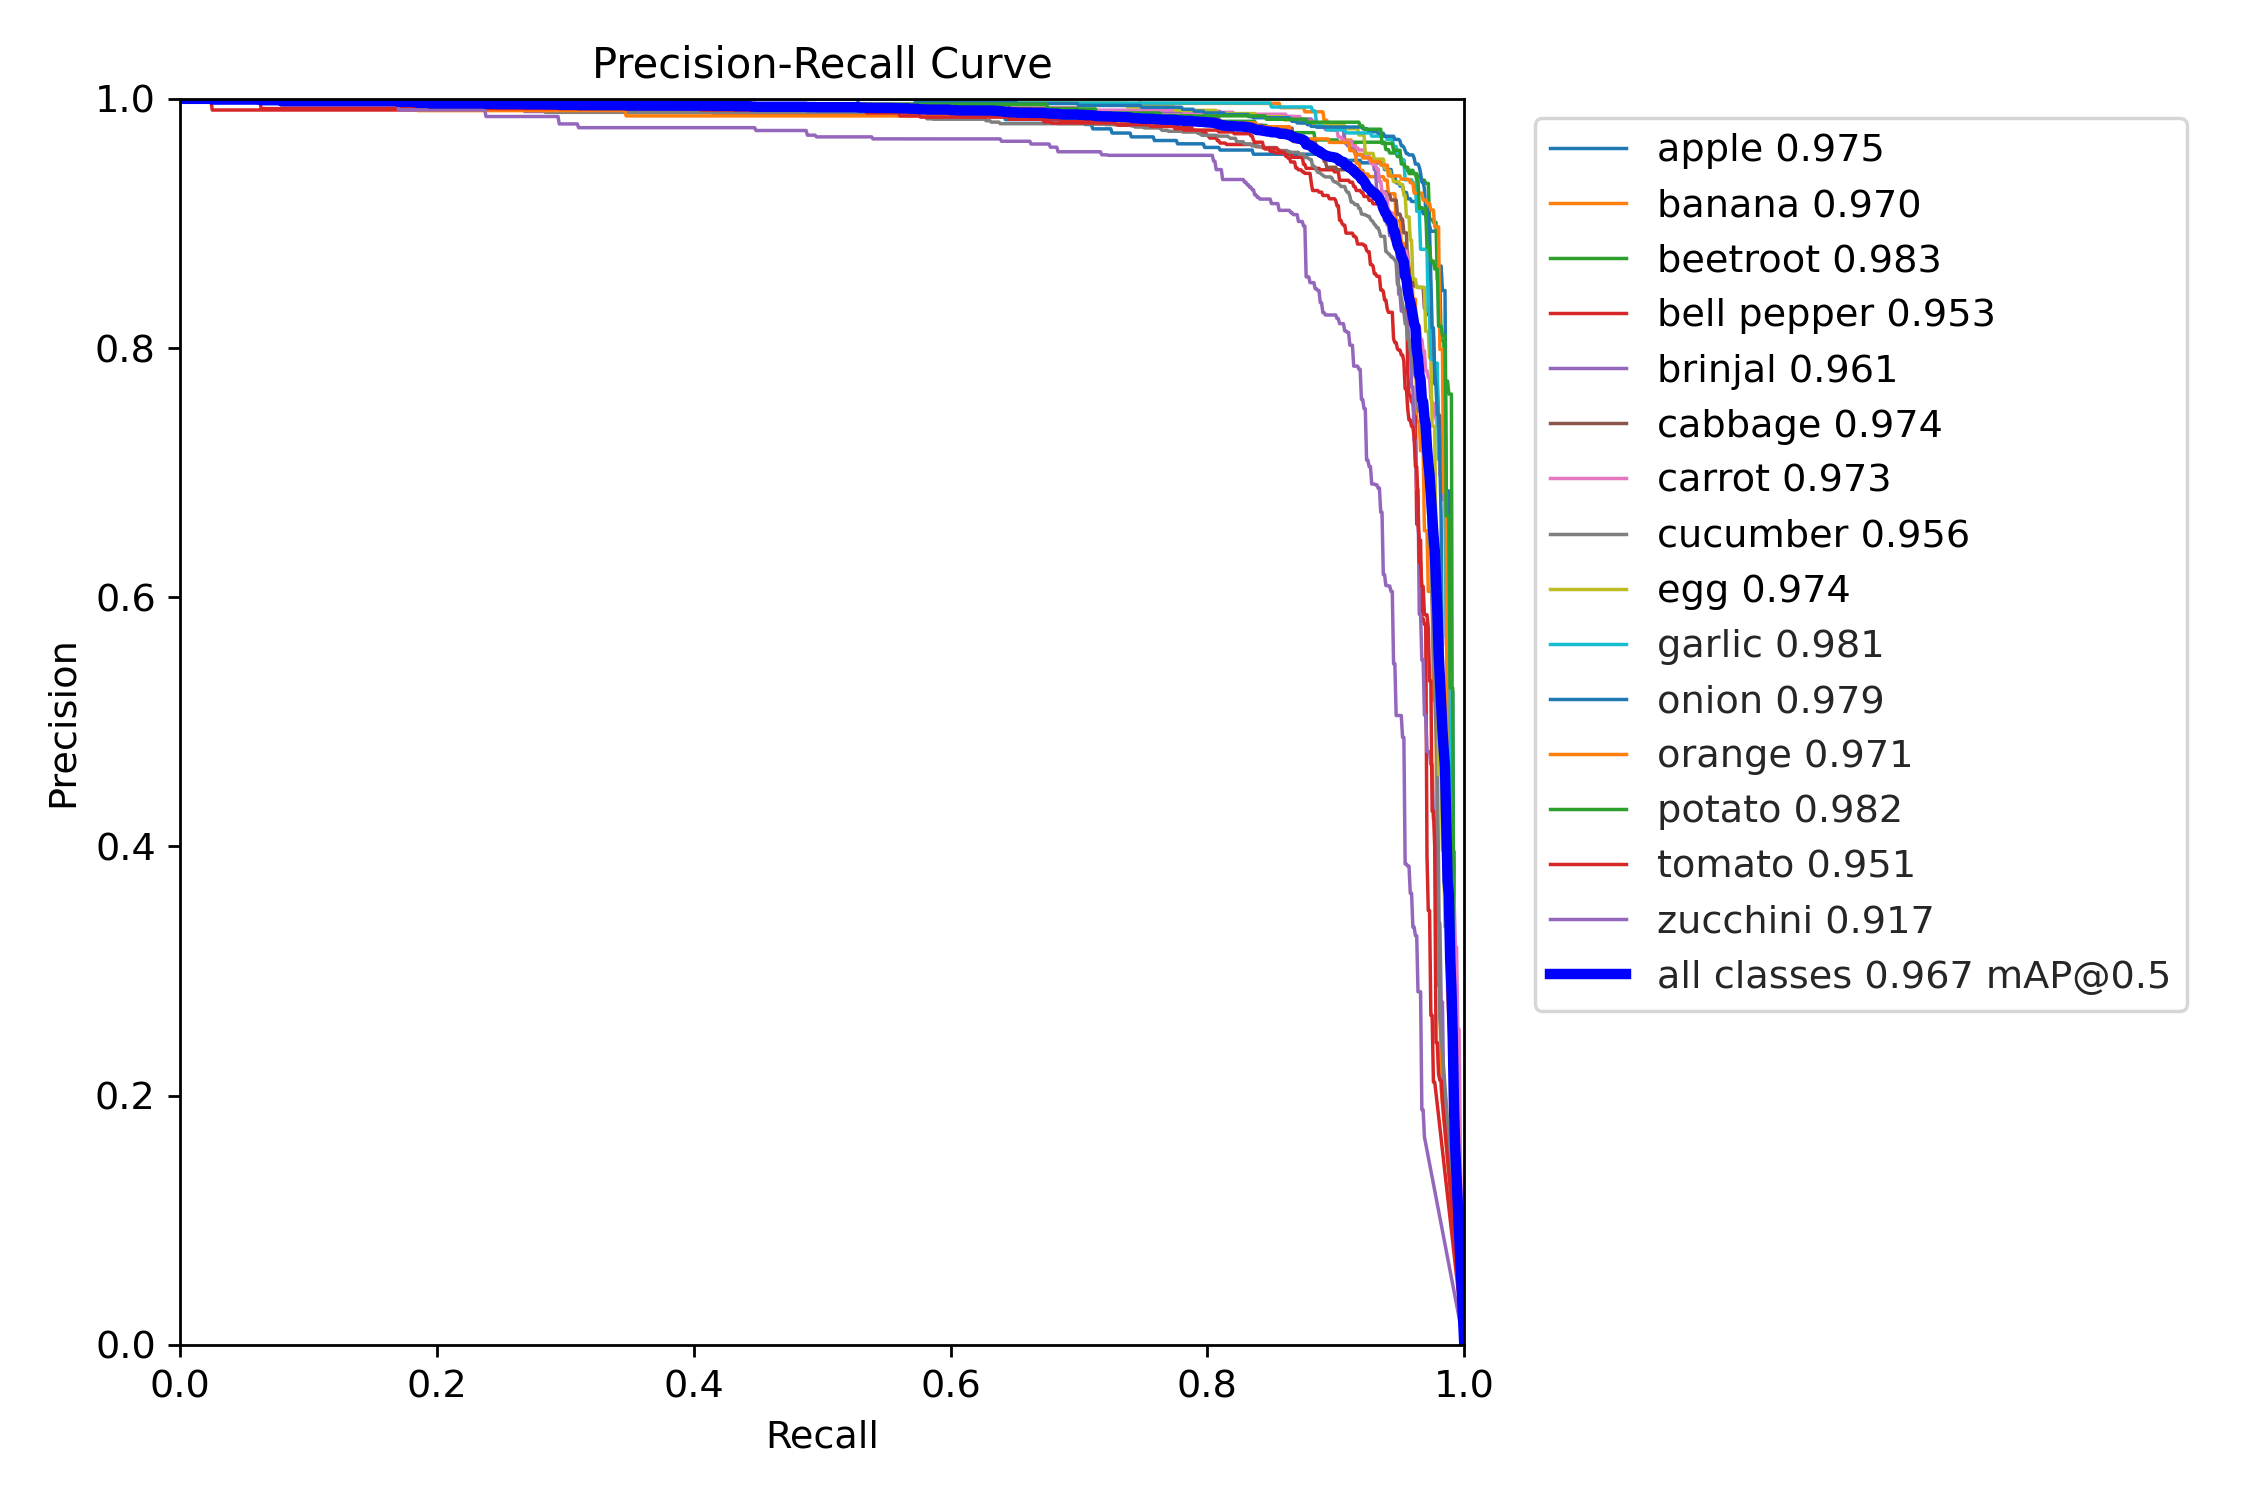 Precision-Recall Curve
1.0
0.8
0.6
0.4
0.2
0.0
Precision
0.0 0.2 0.4 0.6 0.8 1.0
Recall
apple 0.975
banana 0.970
beetroot 0.983
bell pepper 0.953
brinjal 0.961
cabbage 0.974
carrot 0.973
cucumber 0.956
egg 0.974
garlic 0.981
onion 0.979
orange 0.971
potato 0.982
tomato 0.951
zucchini 0.917
all classes 0.967 mAP@0.5